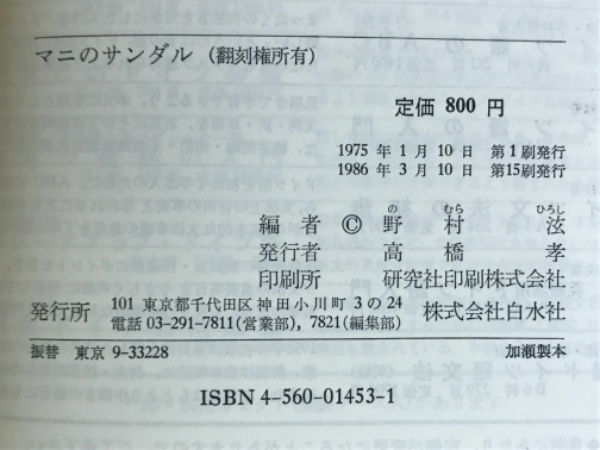 マニのサンダル（翻刻権所有）
定価 800 円
1975 年 1 月 10 日 第 1 刷発行
1986 年 3 月 10 日 第15刷発行
編者 © 野の村むら泫ひろし
発行者 高橋孝
印刷所 研究社印刷株式会社
発行所 101 東京都千代田区神田小川町 3 の 24 株式会社白水社
電話 03-291-7811(営業部), 7821(編集部)
振替 東京 9-33228 加瀬製本
ISBN 4-560-01453-1